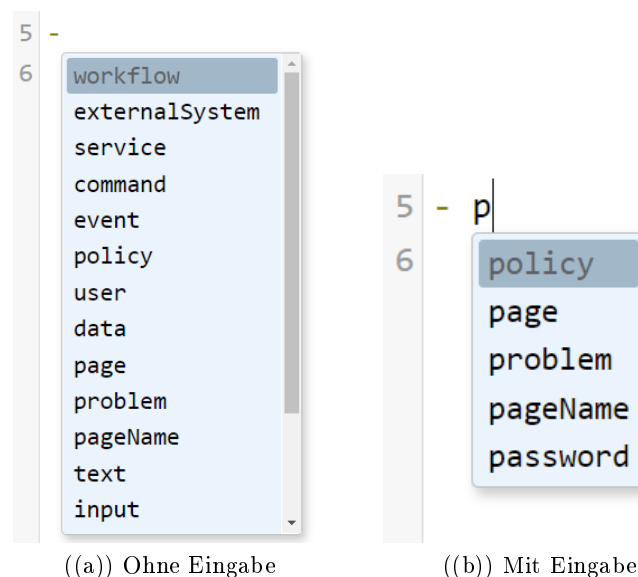 5 -
6
workflow
externalSystem
service
command
event
policy
user
data
page
problem
pageName
text
input
((a)) Ohne Eingabe
5 - p
6
policy
page
problem
pageName
password
((b)) Mit Eingabe